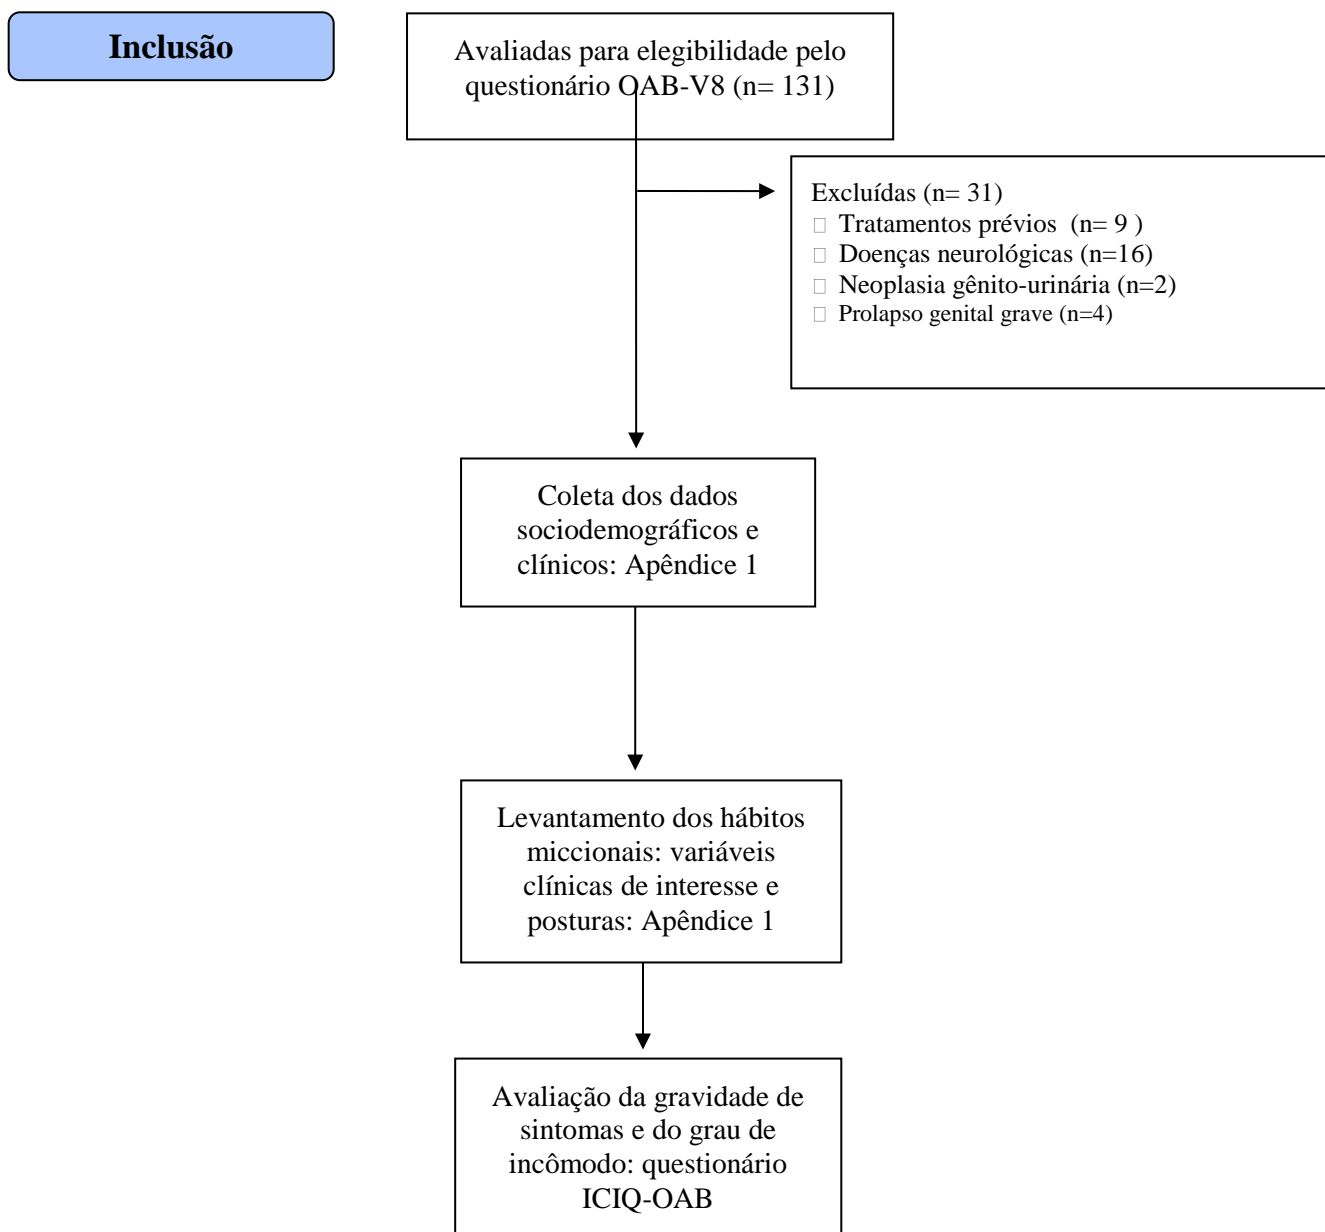 Inclusão
Avaliadas para elegibilidade pelo
questionário OAB-V8 (n= 131)
Excluídas (n= 31)
Tratamentos prévios (n= 9 )
Doenças neurológicas (n=16)
Neoplasia gênito-urinária (n=2)
Prolapso genital grave (n=4)
Coleta dos dados
sociodemográficos e
clínicos: Apêndice 1
Levantamento dos hábitos
miccionais: variáveis
clínicas de interesse e
posturas: Apêndice 1
Avaliação da gravidade de
sintomas e do grau de
incômodo: questionário
ICIQ-OAB